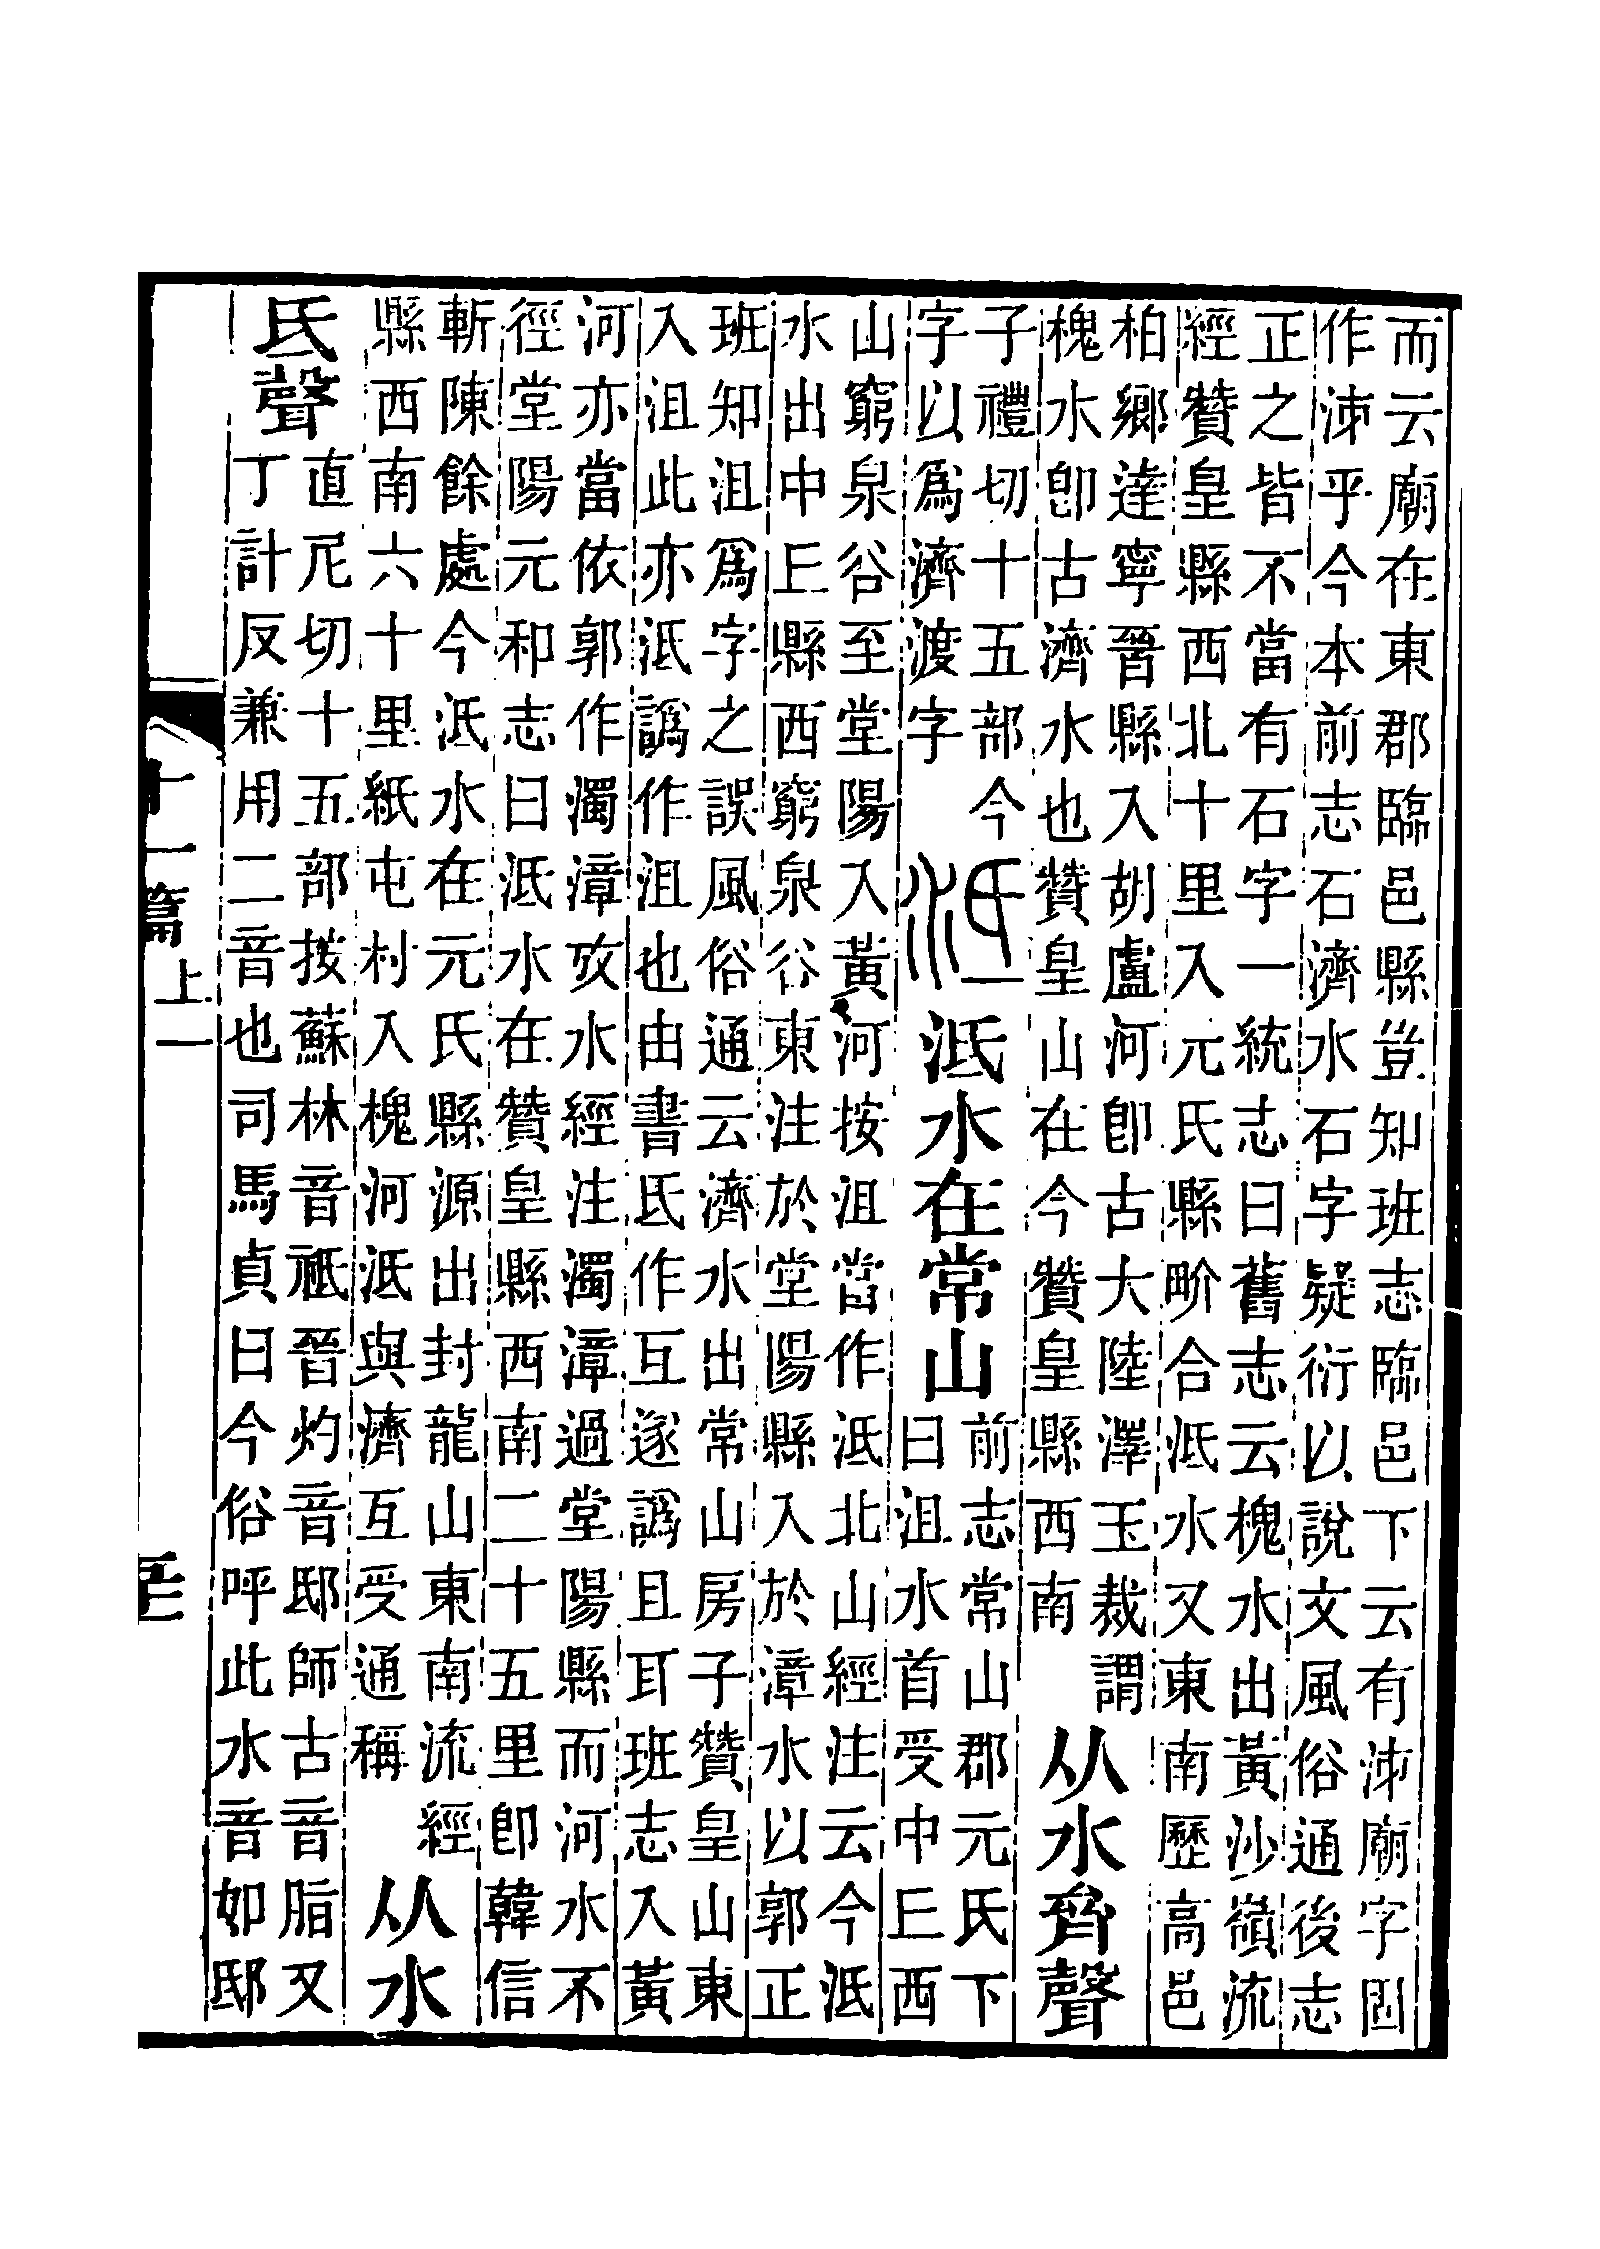 而云廟在東郡臨邑縣豈知班志臨邑下云有泲廟字固
作泲乎今本前志石濟水石字疑衍以說文風俗通後志
正之皆不當有石字一統志曰舊志云槐水出黃沙嶺流
經贊皇縣西北十里入元氏縣畍合泜水又東南歷高邑
柏鄉達寧晉縣入胡盧河卽古大陸澤玉裁謂
槐水卽古濟水也贊皇山在今贊皇縣西南
从水齊聲
子禮切十五部今
字以爲濟渡字
泜 泜水在常山
前志常山郡元氏下
曰沮水首受中丘西
山窮泉谷至堂陽入黃河按沮當作泜北山經注云今泜
水出中丘縣西窮泉谷東注於堂陽縣入於漳水以郭正
班知沮爲字之誤風俗通云濟水出常山房子贊皇山東
入沮此亦泜譌作沮也由書氐作互遂譌且耳班志入黃
河亦當依郭作濁漳攷水經注濁漳過堂陽縣而河水不
徑堂陽元和志曰泜水在贊皇縣西南二十五里卽韓信
斬陳餘處今泜水在元氏縣源出封龍山東南流經
縣西南六十里紙屯村入槐河泜與濟互受通稱
从水
氐聲
直尼切十五部按蘇林音祗晉灼音邸師古音脂又
丁計反兼用二音也司馬貞曰今俗呼此水音如邸
十一篇上一